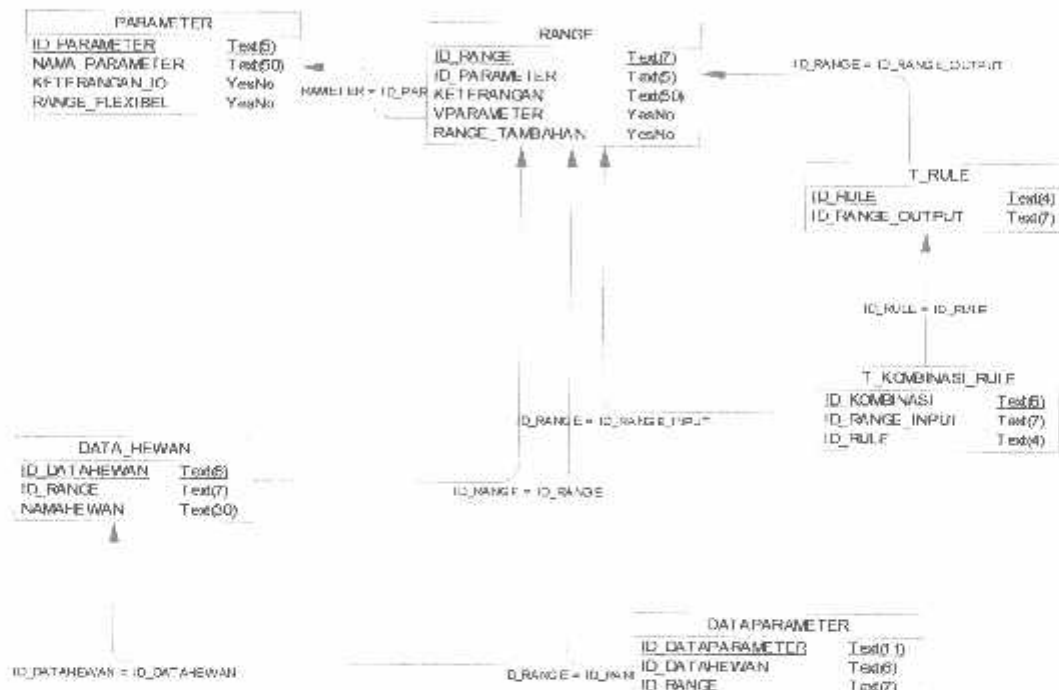 PARAMETER
ID_PARAMETER Text(5)
NAMA_PARAMETER Text(50)
KETERANGAN_IO YesNo
RANGE_FLEXIBEL YesNo
RAMETER = ID_PAR
RANGE
ID_RANGE Text(7)
ID_PARAMETER Text(5)
KETERANGAN Text(50)
VPARAMETER YesNo
RANGE_TAMBAHAN YesNo
ID_RANGE = ID_RANGE_OUTPUT
T_RULE
ID_RULE Text(4)
ID_RANGE_OUTPUT Text(7)
ID_RULE = ID_RULE
T_KOMBINASI_RULE
ID_KOMBINASI Text(6)
ID_RANGE_INPUT Text(7)
ID_RULE Text(4)
ID_RANGE = ID_RANGE_INPUT
DATA_HEWAN
ID_DATAHEWAN Text(6)
ID_RANGE Text(7)
NAMAHEWAN Text(30)
ID_RANGE = ID_RANGE
DATAPARAMETER
ID_DATAPARAMETER Text(11)
ID_DATAHEWAN Text(6)
ID_RANGE Text(7)
ID_DATAHEWAN = ID_DATAHEWAN